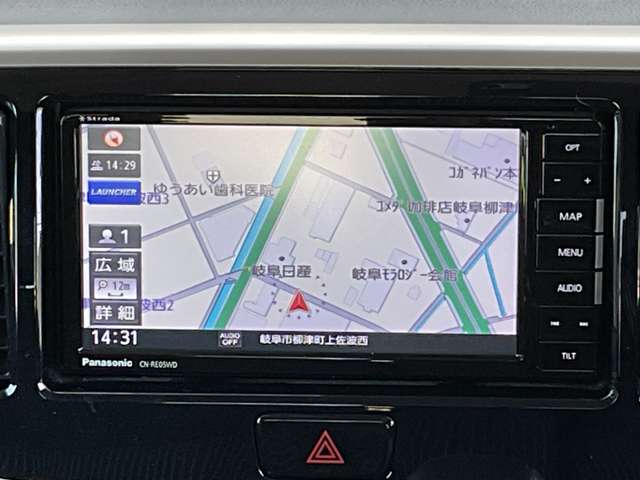 Strada
14:29
LAUNCHER
1
広域
12m
詳細
14:31
ゆうあい歯科医院
波西3
コガネパン本
コメダ珈琲店岐阜柳津
岐阜日産
岐阜モラロジー会館
波西2
AUDIO OFF
岐阜市柳津町上佐波西
Panasonic CN-RE05WD
OPT
− +
MAP
MENU
AUDIO
TILT